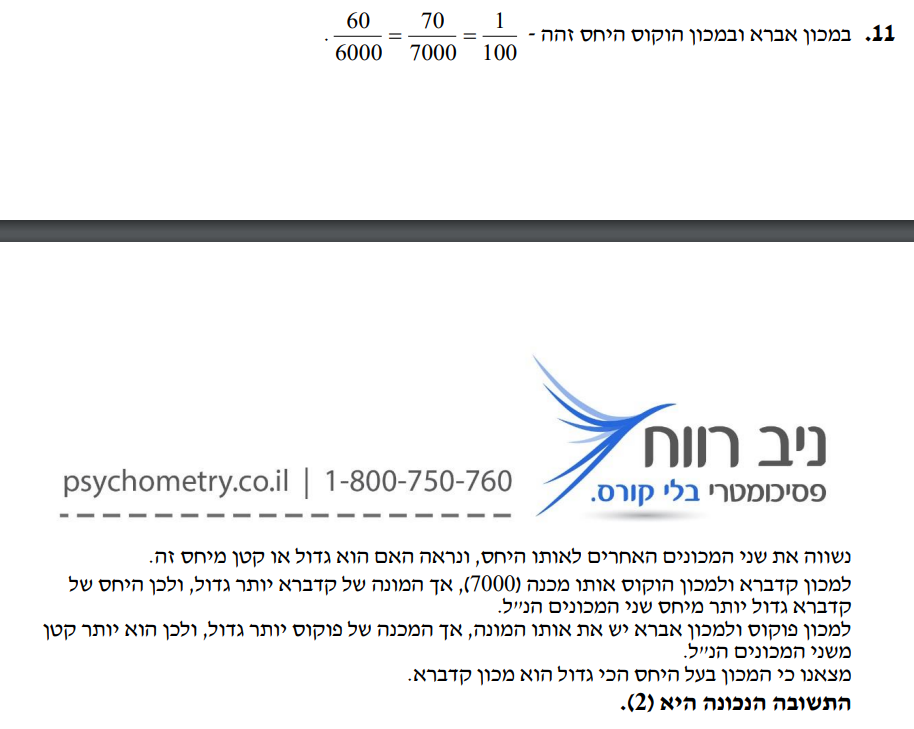 11. במכון אברא ובמכון הוקוס היחס זהה - 1/100 = 70/7000 = 60/6000.
ניב רווח
פסיכומטרי בלי קורס.
psychometry.co.il | 1-800-750-760
נשווה את שני המכונים האחרים לאותו היחס, ונראה האם הוא גדול או קטן מיחס זה.
למכון קדברא ולמכון הוקוס אותו מכנה (7000), אך המונה של קדברא יותר גדול, ולכן היחס של
קדברא גדול יותר מיחס שני המכונים הנ״ל.
למכון פוקוס ולמכון אברא יש את אותו המונה, אך המכנה של פוקוס יותר גדול, ולכן הוא יותר קטן
משני המכונים הנ״ל.
מצאנו כי המכון בעל היחס הכי גדול הוא מכון קדברא.
התשובה הנכונה היא (2).